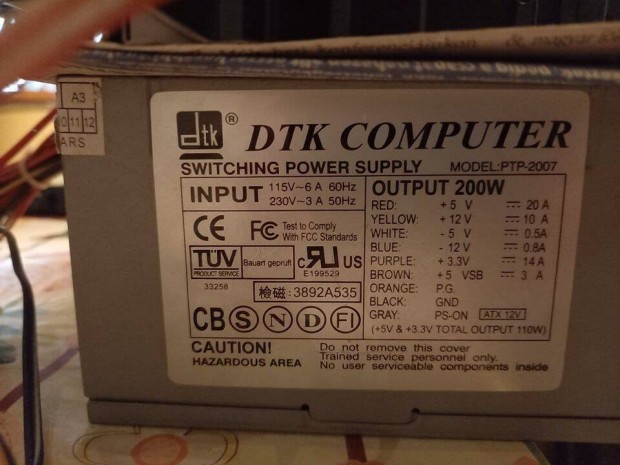 A3
10 11 12
ARS
dtk ®
DTK COMPUTER
SWITCHING POWER SUPPLY MODEL:PTP-2007
INPUT 115V~6 A 60Hz
230V~3 A 50Hz
CE FC Test to Comply
With FCC Standards
TÜV
PRODUCT SERVICE
Bauart gepruft
c RU US
E199529
33258
檢磁:3892A535
CB S N D FI
OUTPUT 200W
RED: +5 V 20 A
YELLOW: +12 V 10 A
WHITE: -5 V 0.5A
BLUE: -12 V 0.8A
PURPLE: +3.3V 14 A
BROWN: +5 VSB 3 A
ORANGE: P.G.
BLACK: GND
GRAY: PS-ON ATX 12V
(+5V & +3.3V TOTAL OUTPUT 110W)
CAUTION!
HAZARDOUS AREA
Do not remove this cover
Trained service personnel only.
No user serviceable components inside